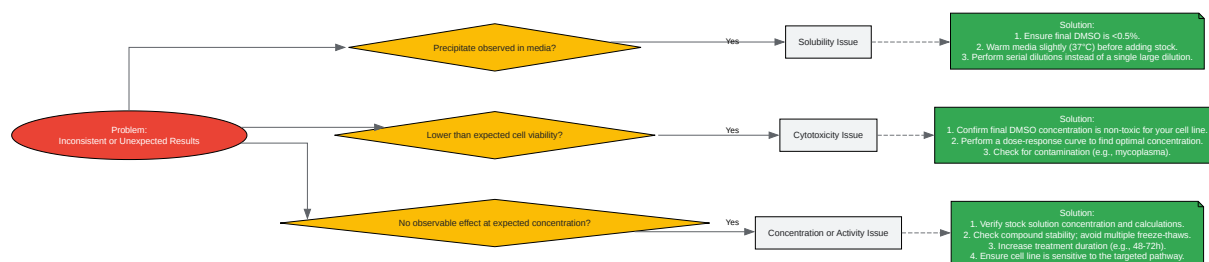 Precipitate observed in media?
Yes
Solubility Issue
Solution:
1. Ensure final DMSO is <0.5%.
2. Warm media slightly (37°C) before adding stock.
3. Perform serial dilutions instead of a single large dilution.
Problem:
Inconsistent or Unexpected Results
Lower than expected cell viability?
Yes
Cytotoxicity Issue
Solution:
1. Confirm final DMSO concentration is non-toxic for your cell line.
2. Perform a dose-response curve to find optimal concentration.
3. Check for contamination (e.g., mycoplasma).
No observable effect at expected concentration?
Yes
Concentration or Activity Issue
Solution:
1. Verify stock solution concentration and calculations.
2. Check compound stability; avoid multiple freeze-thaws.
3. Increase treatment duration (e.g., 48-72h).
4. Ensure cell line is sensitive to the targeted pathway.